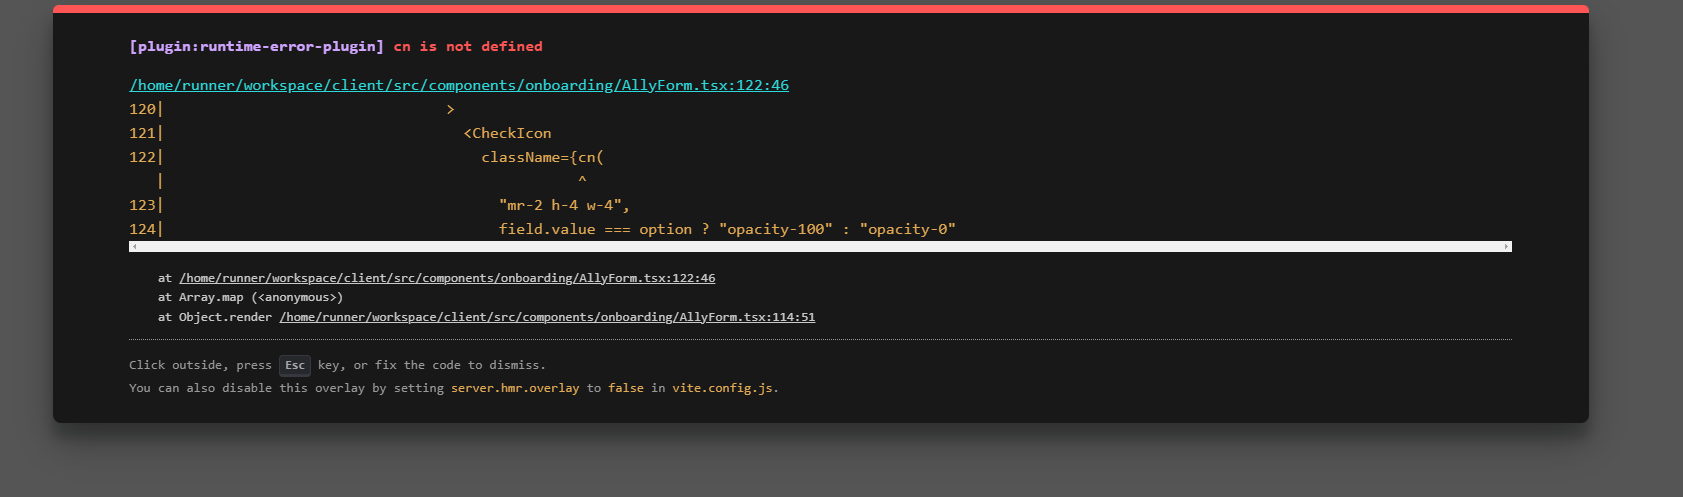 [plugin:runtime-error-plugin] cn is not defined
/home/runner/workspace/client/src/components/onboarding/AllyForm.tsx:122:46
120|                                >
121|                                  <CheckIcon
122|                                    className={cn(
   |                                               ^
123|                                      "mr-2 h-4 w-4",
124|                                      field.value === option ? "opacity-100" : "opacity-0"
at /home/runner/workspace/client/src/components/onboarding/AllyForm.tsx:122:46
at Array.map (<anonymous>)
at Object.render /home/runner/workspace/client/src/components/onboarding/AllyForm.tsx:114:51
Click outside, press Esc key, or fix the code to dismiss.
You can also disable this overlay by setting server.hmr.overlay to false in vite.config.js.